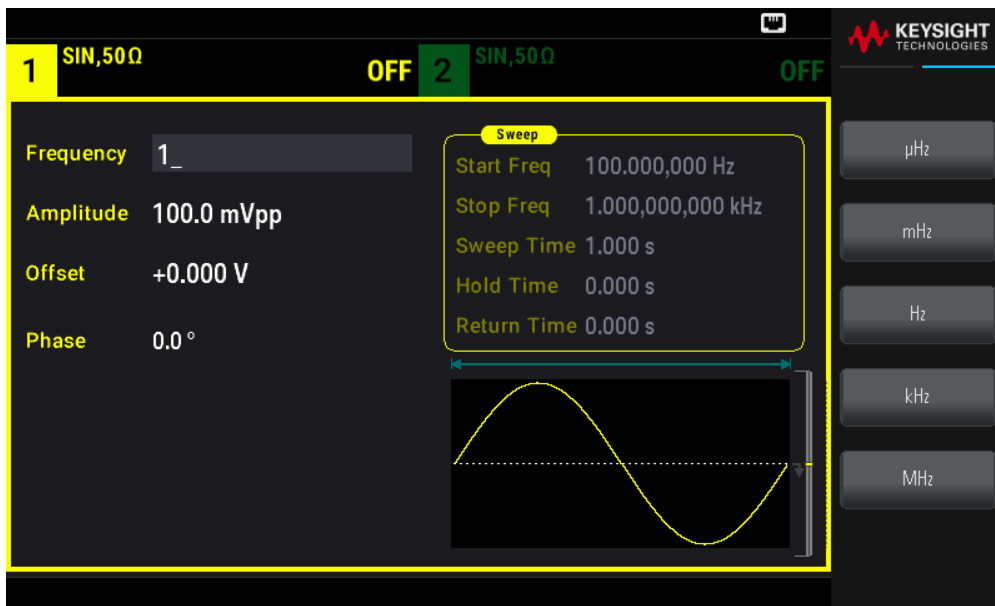 KEYSIGHT
TECHNOLOGIES
1 SIN,50Ω OFF
2 SIN,50Ω OFF
Frequency 1_
Amplitude 100.0 mVpp
Offset +0.000 V
Phase 0.0 °
Sweep
Start Freq 100.000,000 Hz
Stop Freq 1.000,000,000 kHz
Sweep Time 1.000 s
Hold Time 0.000 s
Return Time 0.000 s
µHz
mHz
Hz
kHz
MHz